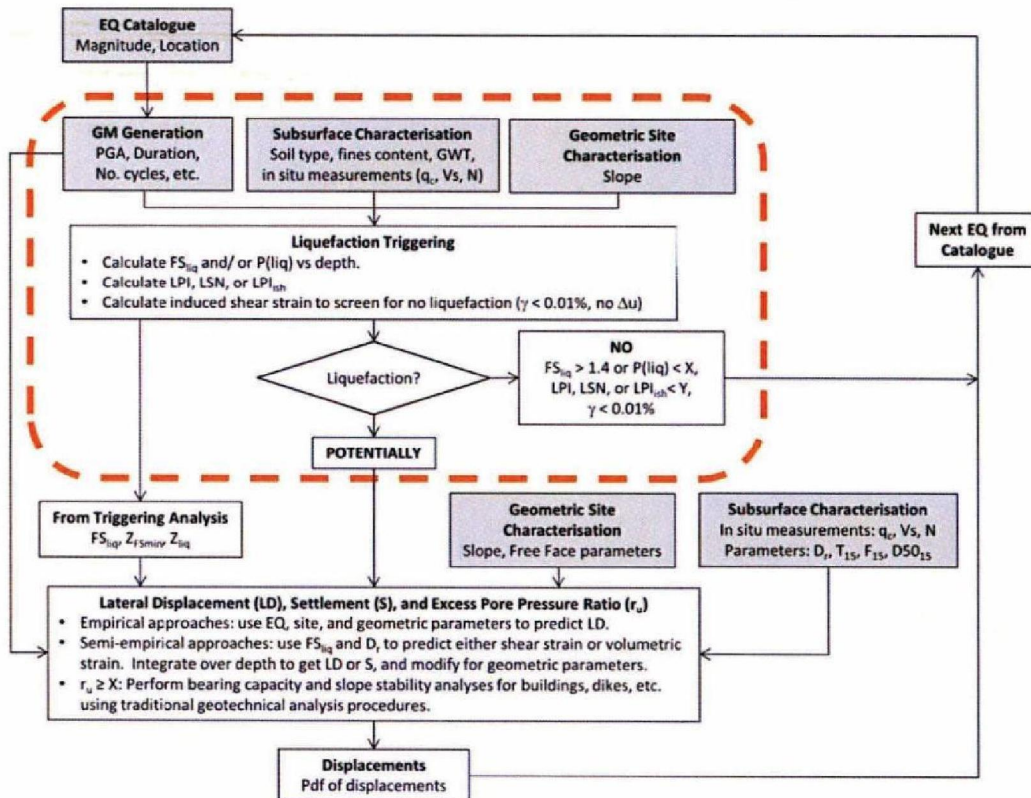 EQ Catalogue
Magnitude, Location
GM Generation
PGA, Duration,
No. cycles, etc.
Subsurface Characterisation
Soil type, fines content, GWT,
in situ measurements (qc, Vs, N)
Geometric Site
Characterisation
Slope
Next EQ from
Catalogue
Liquefaction Triggering
• Calculate FSliq and/ or P(liq) vs depth.
• Calculate LPI, LSN, or LPIish
• Calculate induced shear strain to screen for no liquefaction (γ < 0.01%, no Δu)
Liquefaction?
NO
FSliq > 1.4 or P(liq) < X,
LPI, LSN, or LPIish< Y,
γ < 0.01%
POTENTIALLY
From Triggering Analysis
FSliq, ZFSmin, Zliq
Geometric Site
Characterisation
Slope, Free Face parameters
Subsurface Characterisation
In situ measurements: qc, Vs, N
Parameters: Dr, T15, F15, D5015
Lateral Displacement (LD), Settlement (S), and Excess Pore Pressure Ratio (ru)
• Empirical approaches: use EQ, site, and geometric parameters to predict LD.
• Semi-empirical approaches: use FSliq and Dr to predict either shear strain or volumetric
strain. Integrate over depth to get LD or S, and modify for geometric parameters.
• ru ≥ X: Perform bearing capacity and slope stability analyses for buildings, dikes, etc.
using traditional geotechnical analysis procedures.
Displacements
Pdf of displacements